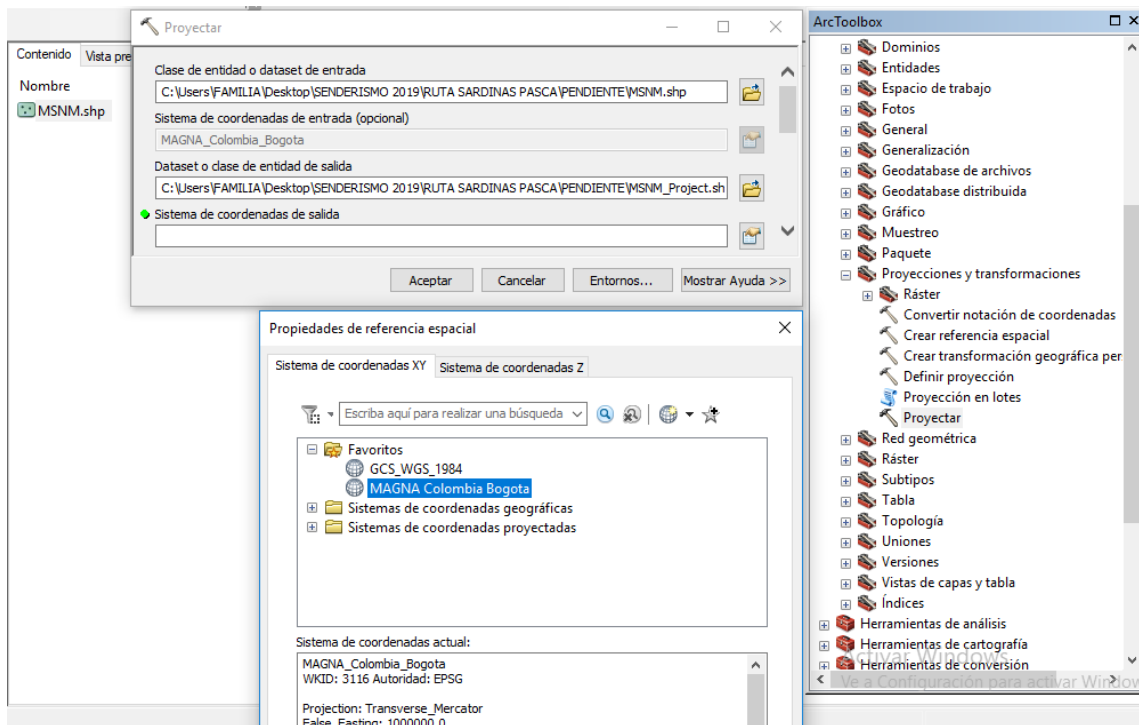 Proyectar
Clase de entidad o dataset de entrada
C:\Users\FAMILIA\Desktop\SENDERISMO 2019\RUTA SARDINAS PASCA\PENDIENTE\MSNM.shp
Sistema de coordenadas de entrada (opcional)
MAGNA_Colombia_Bogota
Dataset o clase de entidad de salida
C:\Users\FAMILIA\Desktop\SENDERISMO 2019\RUTA SARDINAS PASCA\PENDIENTE\MSNM_Project.sh
Sistema de coordenadas de salida
Aceptar
Cancelar
Entornos...
Mostrar Ayuda >>
Contenido
Vista pre
Nombre
MSNM.shp
Propiedades de referencia espacial
Sistema de coordenadas XY
Sistema de coordenadas Z
Escriba aquí para realizar una búsqueda
Favoritos
GCS_WGS_1984
MAGNA Colombia Bogota
Sistemas de coordenadas geográficas
Sistemas de coordenadas proyectadas
Sistema de coordenadas actual:
MAGNA_Colombia_Bogota
WKID: 3116 Autoridad: EPSG
Projection: Transverse_Mercator
False_Easting: 1000000.0
ArcToolbox
Dominios
Entidades
Espacio de trabajo
Fotos
General
Generalización
Geodatabase de archivos
Geodatabase distribuida
Gráfico
Muestreo
Paquete
Proyecciones y transformaciones
Ráster
Convertir notación de coordenadas
Crear referencia espacial
Crear transformación geográfica per
Definir proyección
Proyección en lotes
Proyectar
Red geométrica
Ráster
Subtipos
Tabla
Topología
Uniones
Versiones
Vistas de capas y tabla
Índices
Herramientas de análisis
Herramientas de cartografía
Herramientas de conversión
Activar Windows
Ve a Configuración para activar Window